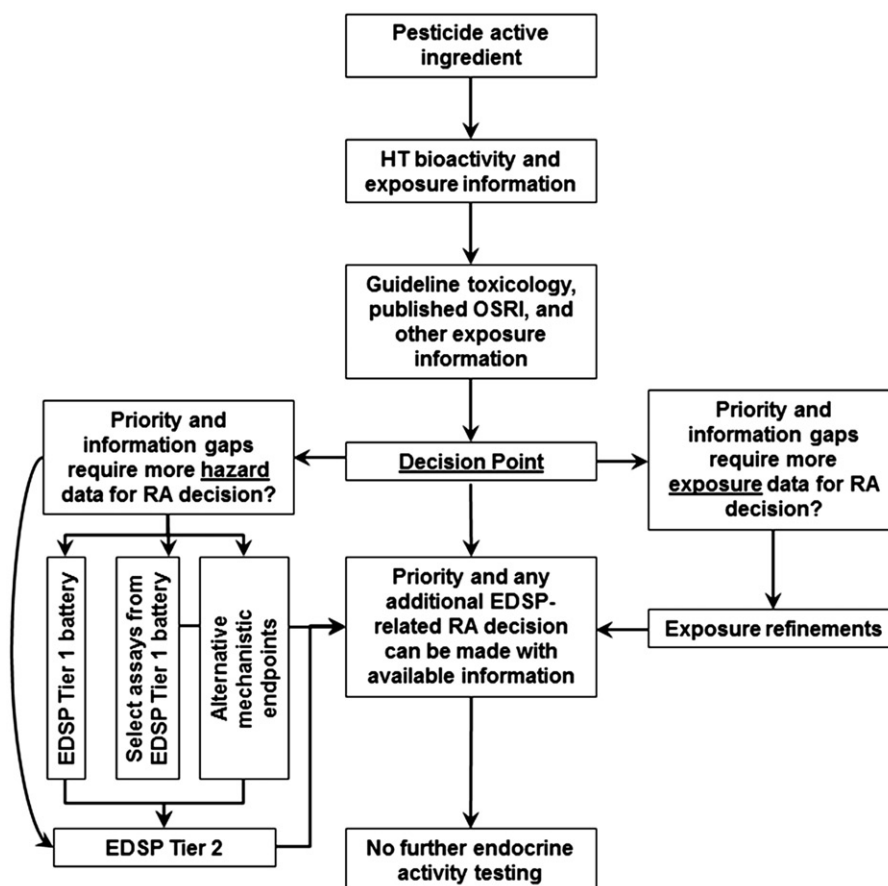 Pesticide active
ingredient
HT bioactivity and
exposure information
Guideline toxicology,
published OSRI, and
other exposure
information
Priority and
information gaps
require more hazard
data for RA decision?
Decision Point
Priority and
information gaps
require more
exposure data for RA
decision?
EDSP Tier 1 battery
Select assays from
EDSP Tier 1 battery
Alternative
mechanistic
endpoints
Priority and any
additional EDSP-
related RA decision
can be made with
available information
Exposure refinements
EDSP Tier 2
No further endocrine
activity testing